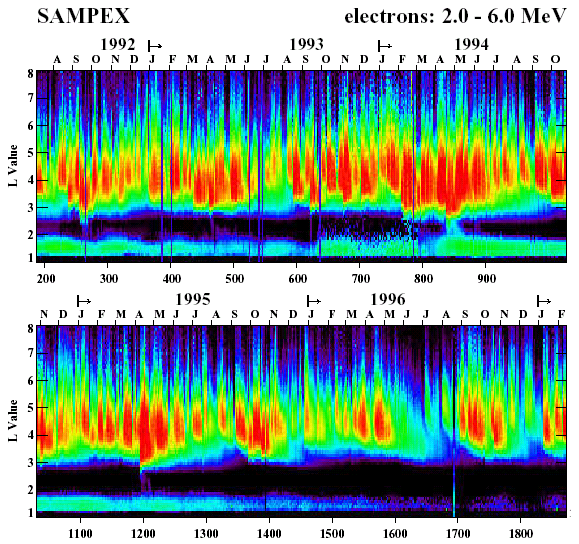 SAMPEX electrons: 2.0 - 6.0 MeV
1992 1993 1994
A S O N D J F M A M J J A S O N D J F M A M J J A S O
8
7
6
5
4
3
2
1
L Value
200 300 400 500 600 700 800 900
1995 1996
N D J F M A M J J A S O N D J F M A M J J A S O N D J F
8
7
6
5
4
3
2
1
L Value
1100 1200 1300 1400 1500 1600 1700 1800